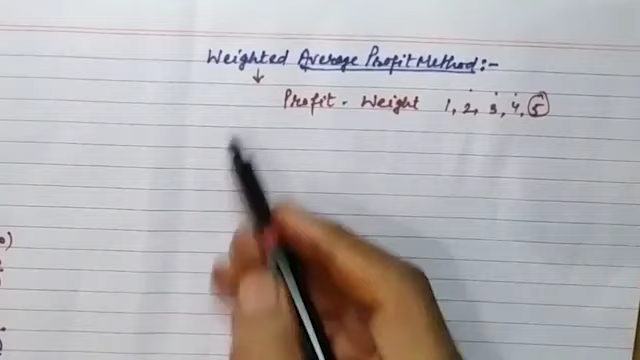 Weighted Average Profit Method :-
↓
Profit - Weight 1, 2, 3, 4, 5